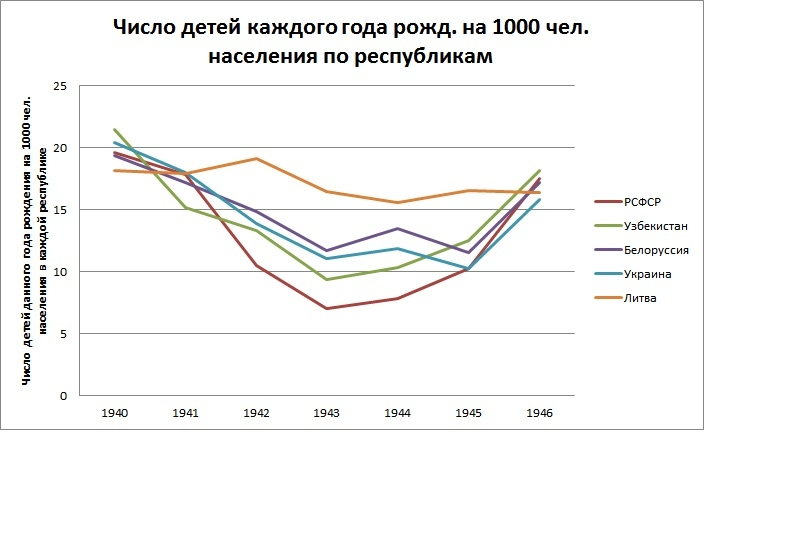 Число детей каждого года рожд. на 1000 чел.
населения по республикам
Число детей данного года рождения на 1000 чел.
населения в каждой республике
25
20
15
10
5
0
1940 1941 1942 1943 1944 1945 1946
РСФСР
Узбекистан
Белоруссия
Украина
Литва